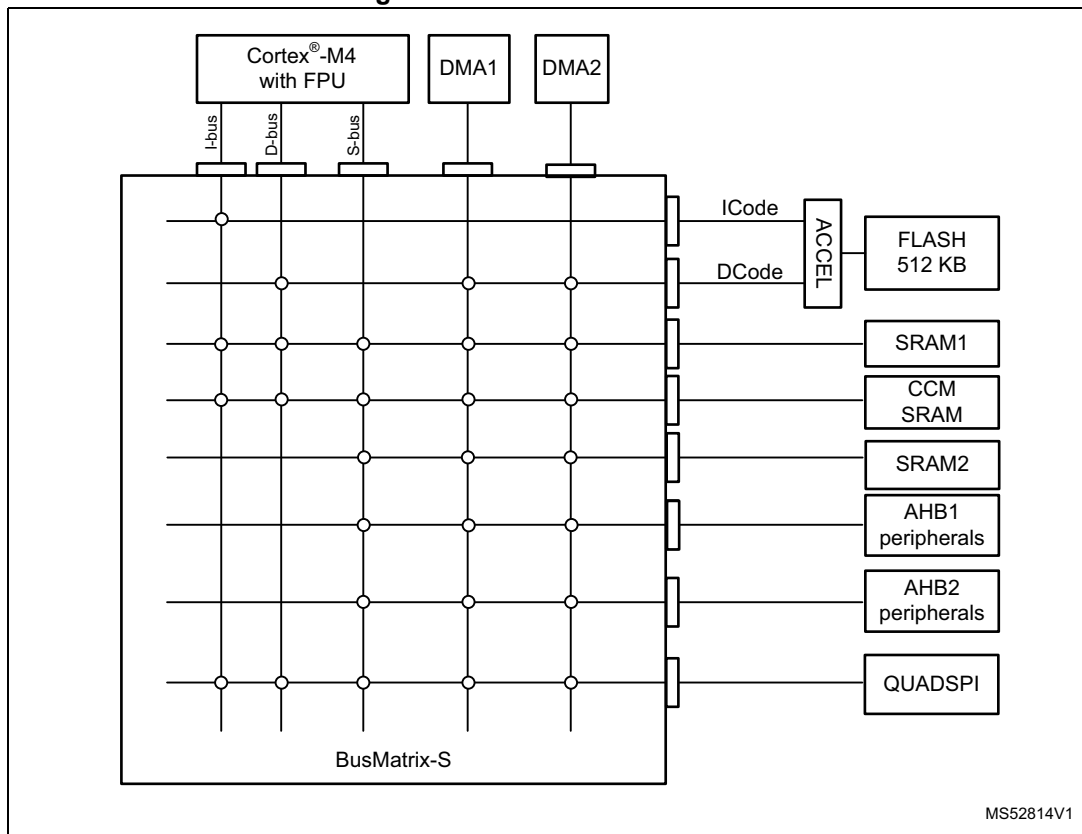 Cortex®-M4
with FPU
DMA1
DMA2
I-bus
D-bus
S-bus
ICode
DCode
ACCEL
FLASH
512 KB
SRAM1
CCM
SRAM
SRAM2
AHB1
peripherals
AHB2
peripherals
QUADSPI
BusMatrix-S
MS52814V1